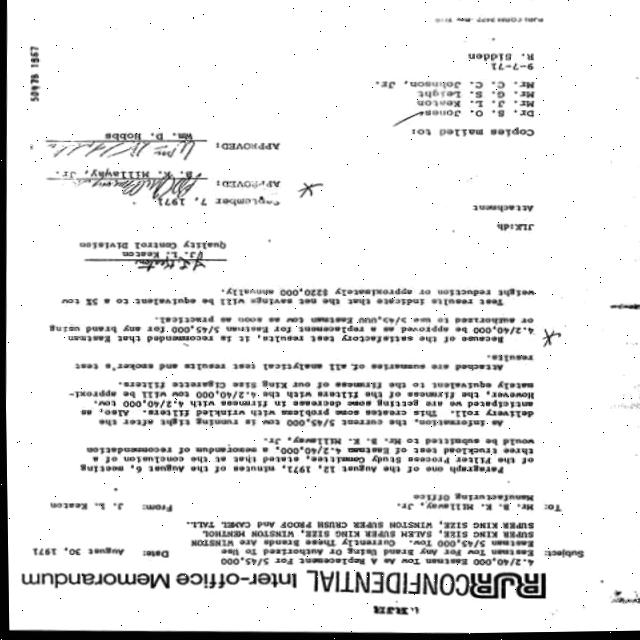 RJR CONFIDENTIAL Inter-office Memorandum
Subject: 4.2/40,000 Eastman Tow As A Replacement For 5/45,000 Date: August 30, 1971
Eastman Tow For Any Brand Using Or Authorized To Use
Eastman 5/45,000 Tow. Currently These Brands Are WINSTON
SUPER KING SIZE, SALEM SUPER KING SIZE, WINSTON MENTHOL
SUPER KING SIZE, WINSTON SUPER CRUSH PROOF And CAMEL TALL.
To: Mr. B. K. Millaway, Jr. From: J. L. Keaton
Manufacturing Office
Paragraph one of the August 12, 1971, minutes of the August 6, meeting
of the Filter Process Study Committee, stated that at the conclusion of a
three truckload test of Eastman 4.2/40,000, a memorandum of recommendation
would be submitted to Mr. B. K. Millaway, Jr.
As information, the current 5/45,000 tow is running tight after the
delivery roll. This creates some problems with wrinkled filters. Also, as
anticipated we are getting some decrease in firmness with 4.2/40,000 tow.
However, the firmness of the filters with the 4.2/40,000 tow will be approxi-
mately equivalent to the firmness of our King Size Cigarette filters.
Attached are summaries of all analytical test results and smoker's test
results.
Because of the satisfactory test results, it is recommended that Eastman
4.2/40,000 be approved as a replacement for Eastman 5/45,000 for any brand using
or authorized to use 5/45,000 Eastman tow as soon as practical.
Test results indicate that the net savings will be equivalent to a 5% tow
weight reduction or approximately $220,000 annually.
J. L. Keaton
J. L. Keaton
Quality Control Division
JLK:dh
Attachment
September 7, 1971
APPROVED:
B. K. Millaway, Jr.
APPROVED:
Wm. D. Hobbs
Copies mailed to:
Dr. S. O. Jones
Mr. J. L. Keaton
Mr. G. S. Leight
Mr. C. C. Johnson, Jr.
9-7-71
R. Sidden
50978 1967